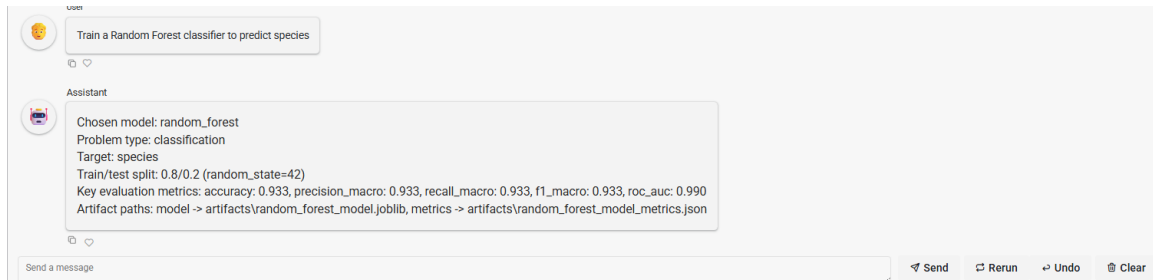 User
Train a Random Forest classifier to predict species
Assistant
Chosen model: random_forest
Problem type: classification
Target: species
Train/test split: 0.8/0.2 (random_state=42)
Key evaluation metrics: accuracy: 0.933, precision_macro: 0.933, recall_macro: 0.933, f1_macro: 0.933, roc_auc: 0.990
Artifact paths: model -> artifacts\random_forest_model.joblib, metrics -> artifacts\random_forest_model_metrics.json
Send a message
Send
Rerun
Undo
Clear